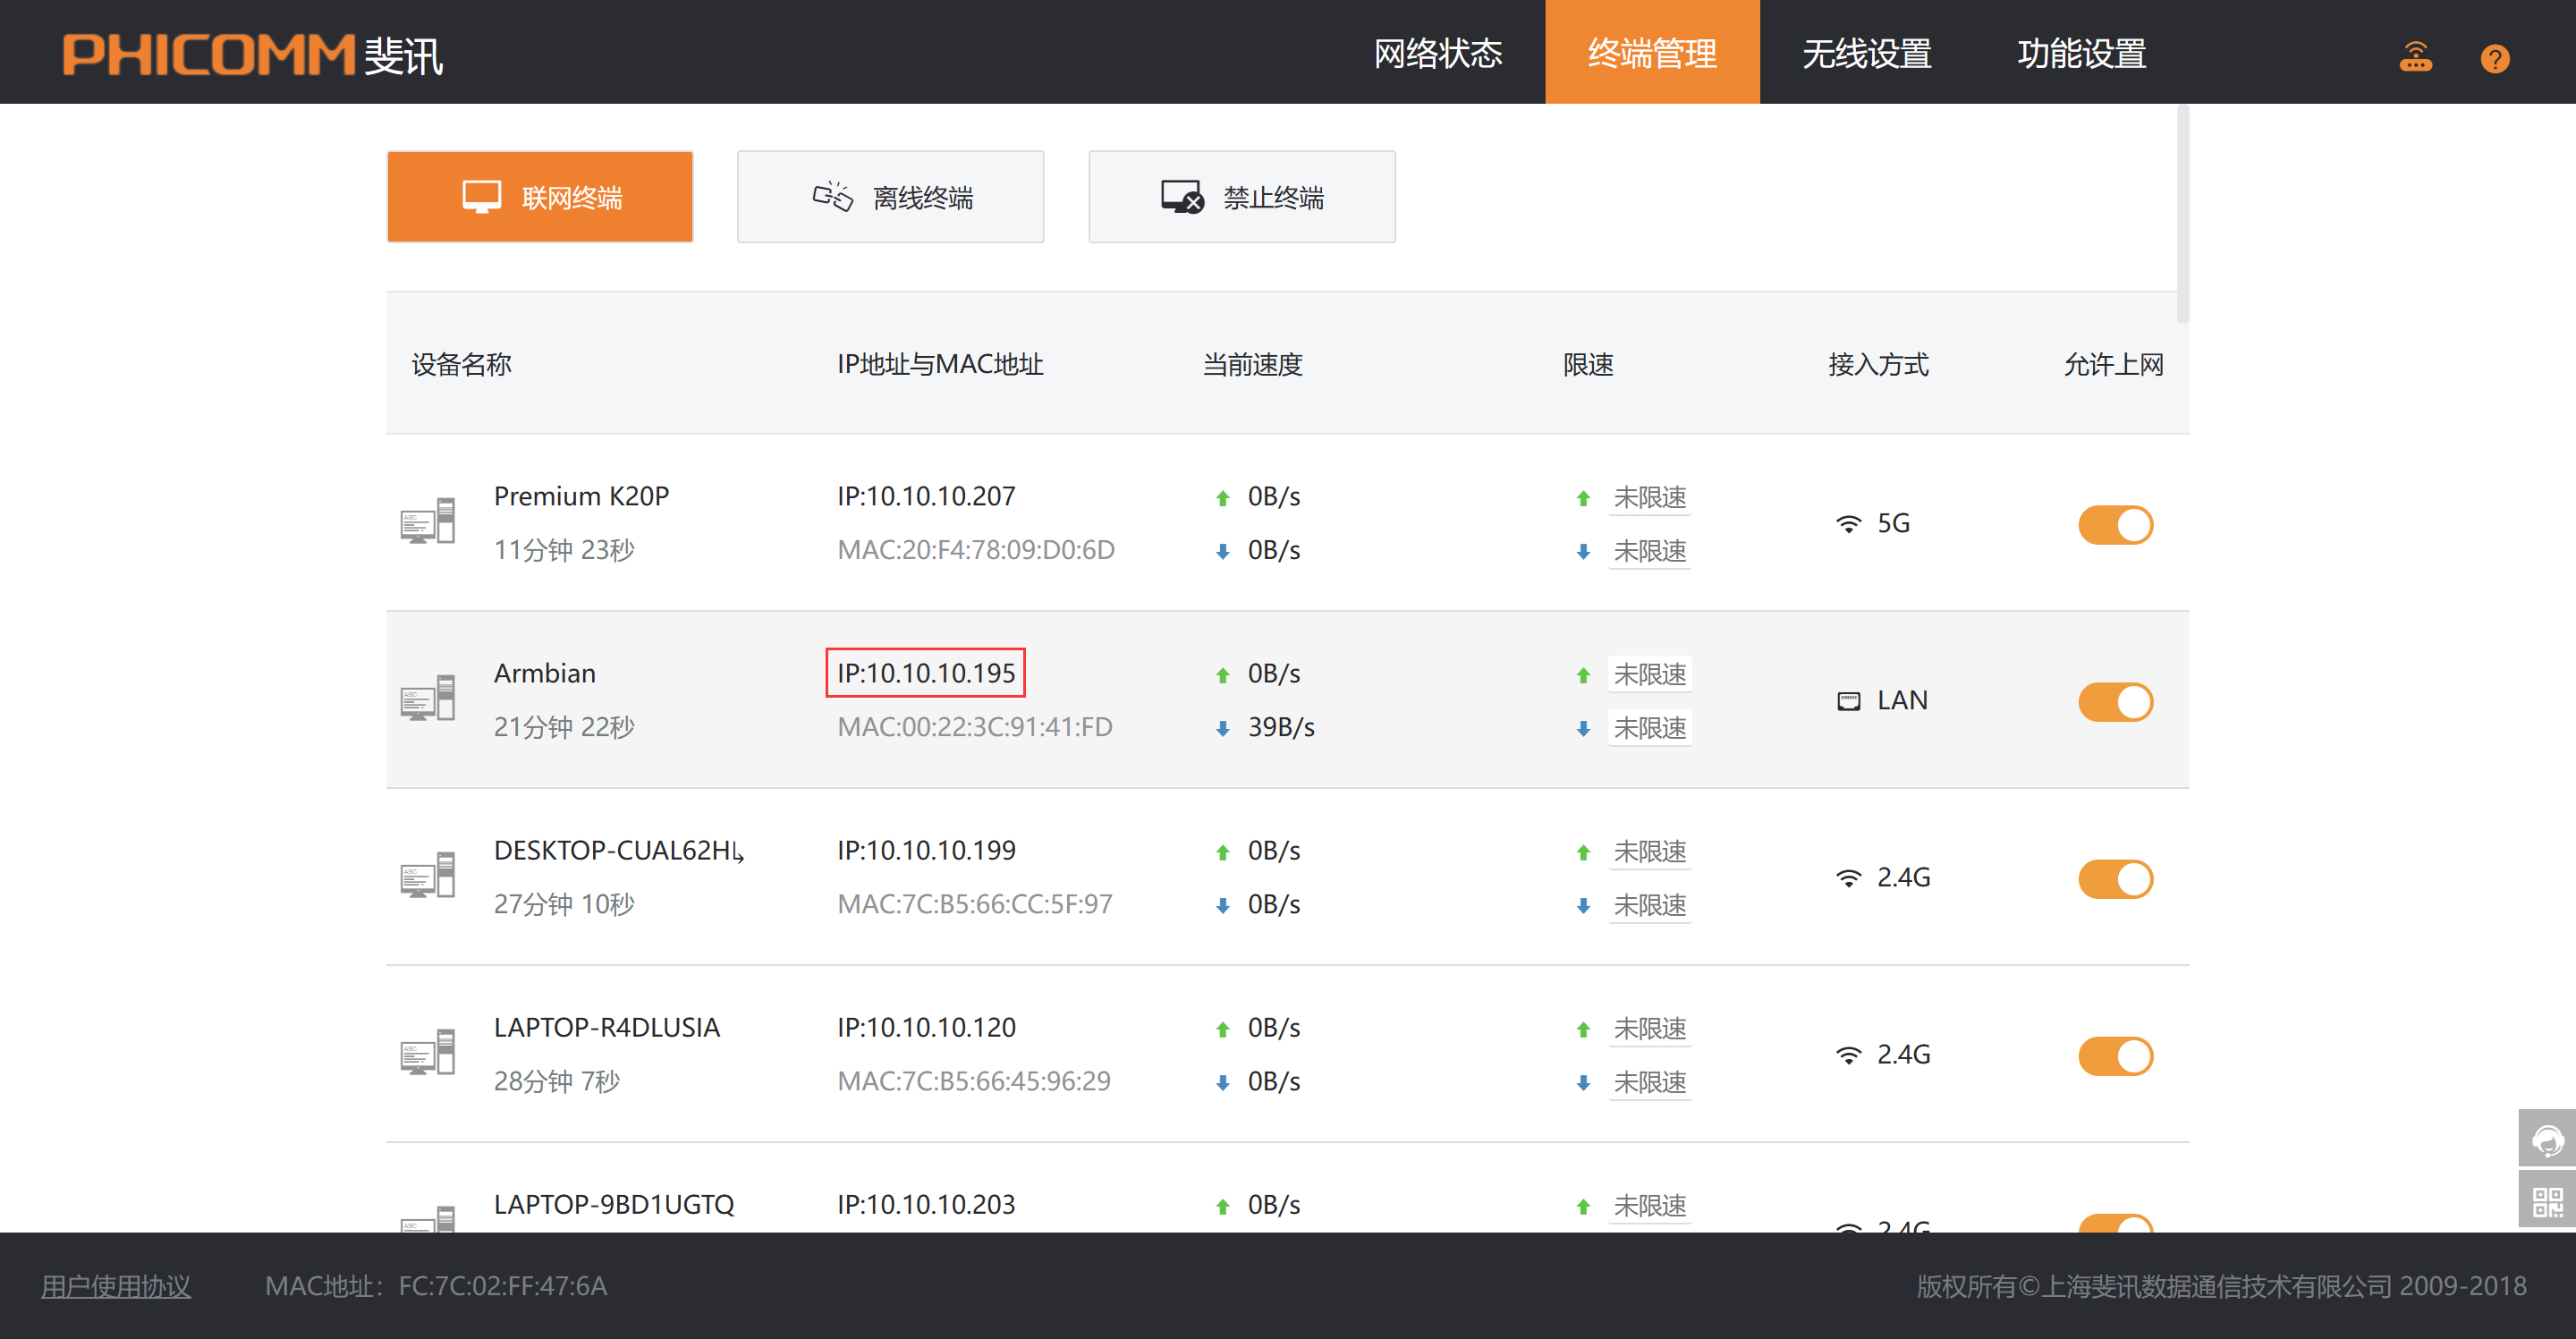 PHICOMM 斐讯
网络状态 终端管理 无线设置 功能设置
联网终端 离线终端 禁止终端
设备名称 IP地址与MAC地址 当前速度 限速 接入方式 允许上网
Premium K20P IP:10.10.10.207 0B/s 未限速
5G
11分钟 23秒 MAC:20:F4:78:09:D0:6D 0B/s 未限速
Armbian IP:10.10.10.195 0B/s 未限速
LAN
21分钟 22秒 MAC:00:22:3C:91:41:FD 39B/s 未限速
DESKTOP-CUAL62H IP:10.10.10.199 0B/s 未限速
2.4G
27分钟 10秒 MAC:7C:B5:66:CC:5F:97 0B/s 未限速
LAPTOP-R4DLUSIA IP:10.10.10.120 0B/s 未限速
2.4G
28分钟 7秒 MAC:7C:B5:66:45:96:29 0B/s 未限速
LAPTOP-9BD1UGTQ IP:10.10.10.203 0B/s 未限速
2.4G
用户使用协议 MAC地址：FC:7C:02:FF:47:6A 版权所有©上海斐讯数据通信技术有限公司 2009-2018